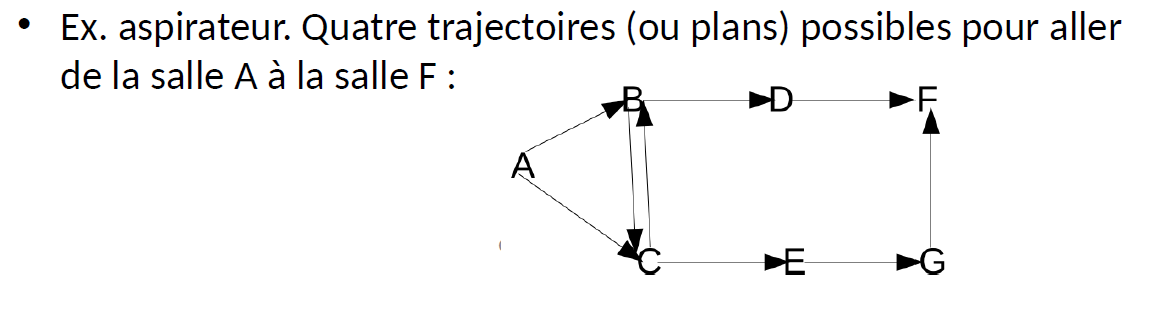 • Ex. aspirateur. Quatre trajectoires (ou plans) possibles pour aller
de la salle A à la salle F :
B D F
A
C E G